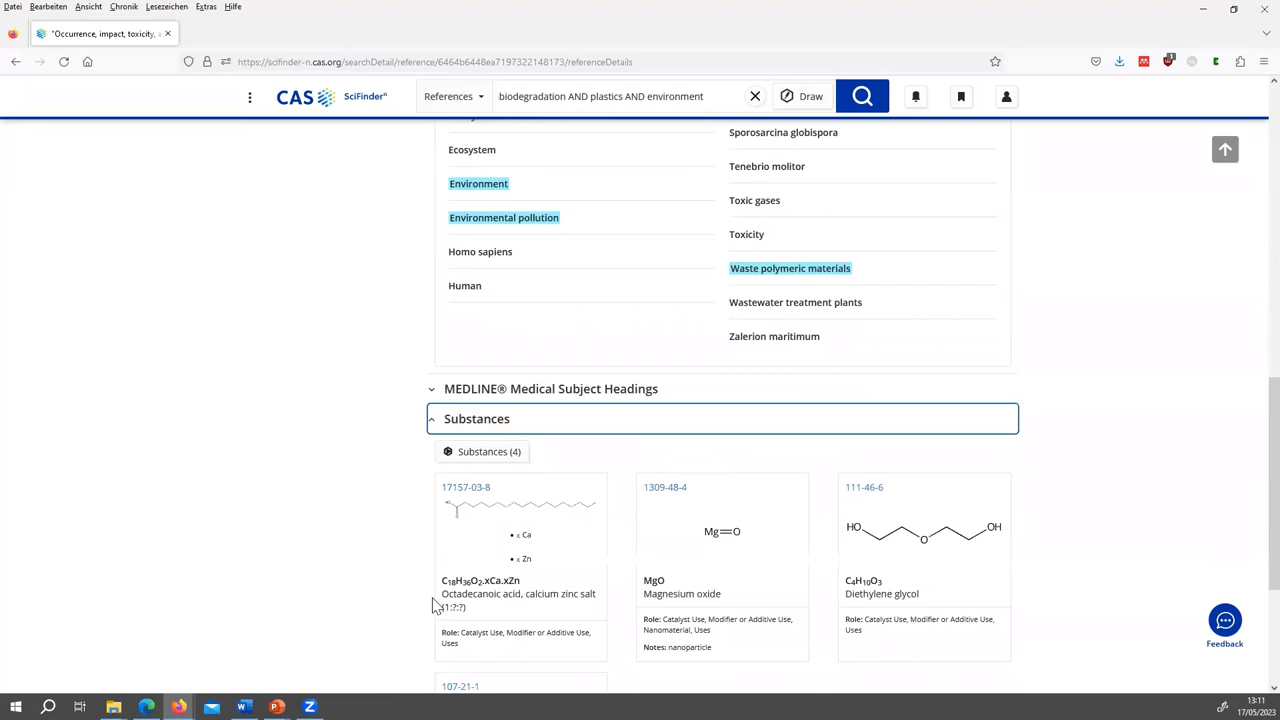 Datei Bearbeiten Ansicht Chronik Lesezeichen Extras Hilfe
"Occurrence, impact, toxicity, a
https://scifinder-n.cas.org/searchDetail/reference/6464b6448ea7197322148173/referenceDetails
CAS SciFinderⁿ References biodegradation AND plastics AND environment Draw
Ecosystem
Environment
Environmental pollution
Homo sapiens
Human
Sporosarcina globispora
Tenebrio molitor
Toxic gases
Toxicity
Waste polymeric materials
Wastewater treatment plants
Zalerion maritimum
MEDLINE® Medical Subject Headings
Substances
Substances (4)
17157-03-8
• x Ca
• x Zn
C₁₈H₃₆O₂.xCa.xZn
Octadecanoic acid, calcium zinc salt
(1:?:?)
Role: Catalyst Use, Modifier or Additive Use,
Uses
1309-48-4
Mg=O
MgO
Magnesium oxide
Role: Catalyst Use, Modifier or Additive Use,
Nanomaterial, Uses
Notes: nanoparticle
111-46-6
HO O OH
C₄H₁₀O₃
Diethylene glycol
Role: Catalyst Use, Modifier or Additive Use,
Uses
107-21-1
Feedback
13:11
17/05/2023